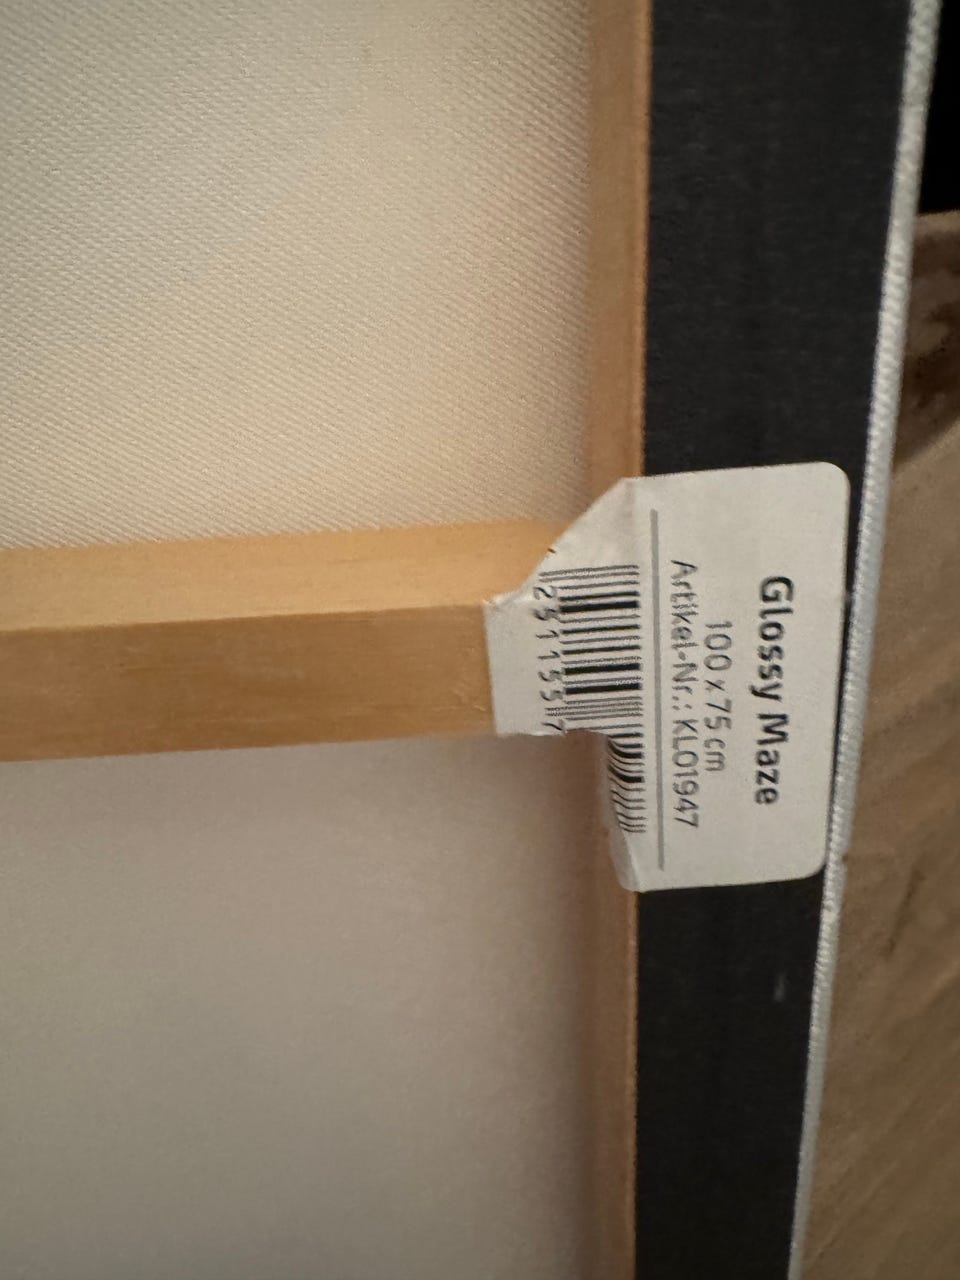 Glossy Maze
100 x 75 cm
Artikel-Nr.: KL01947